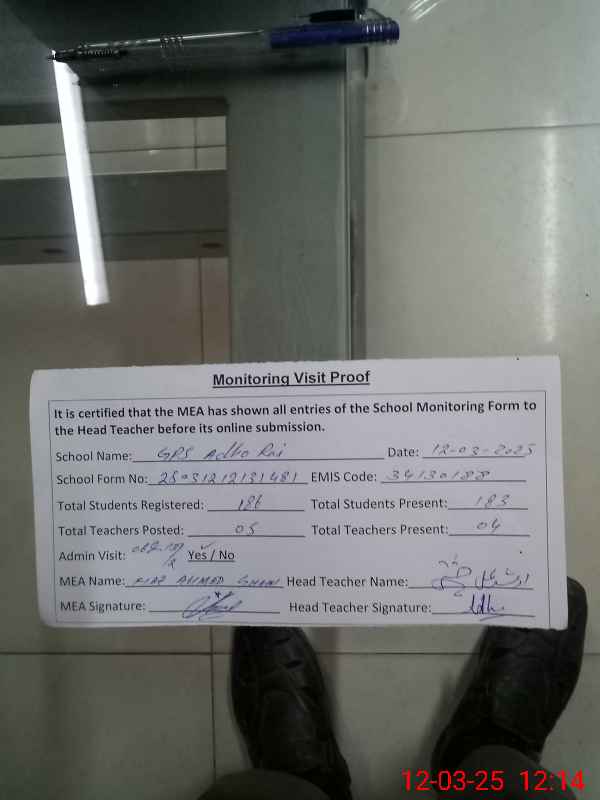 Monitoring Visit Proof
It is certified that the MEA has shown all entries of the School Monitoring Form to
the Head Teacher before its online submission.
School Name: GPS Adho Rai Date: 12-03-2025
School Form No: 25031212131481 EMIS Code: 34130188
Total Students Registered: 186 Total Students Present: 183
Total Teachers Posted: 05 Total Teachers Present: 04
Admin Visit: Yes / No
MEA Name: AHMAD Head Teacher Name:
MEA Signature: Head Teacher Signature:
12-03-25 12:14